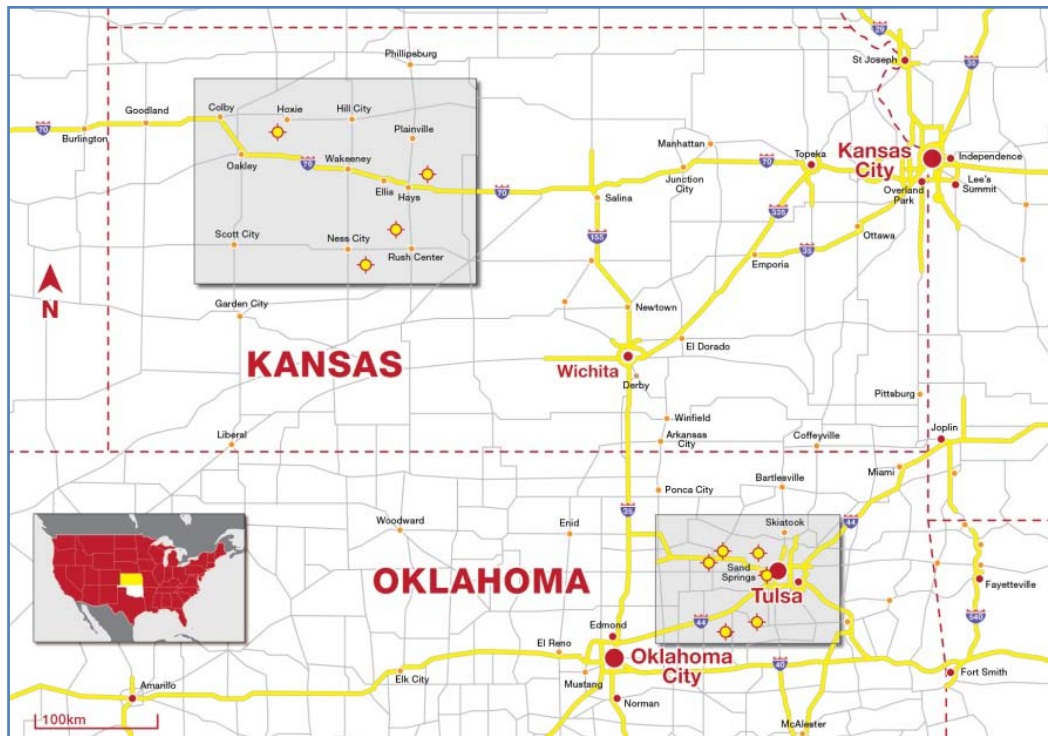 29
St Joseph
35
Phillipsburg
Goodland
Colby
Hoxie
Hill City
Plainville
70
Burlington
Oakley
70
Wakeeney
Ellis
Hays
70
Manhattan
Junction
City
70
Topeka
Kansas
City
Independence
Lee's
Summit
Overland
Park
Salina
335
155
Scott City
Ness City
Rush Center
Ottawa
35
Emporia
N
Garden City
Newtown
KANSAS
El Dorado
Wichita
Derby
Pittsburg
Winfield
Liberal
Arkansas
City
Coffeyville
Joplin
Miami
Bartlesville
Ponca City
35
44
Woodward
Enid
Skiatook
OKLAHOMA
Sand
Springs
Tulsa
Fayetteville
540
44
Edmond
El Reno
Oklahoma
City
40
Elk City
Mustang
Fort Smith
Amarillo
Norman
McAlester
100km